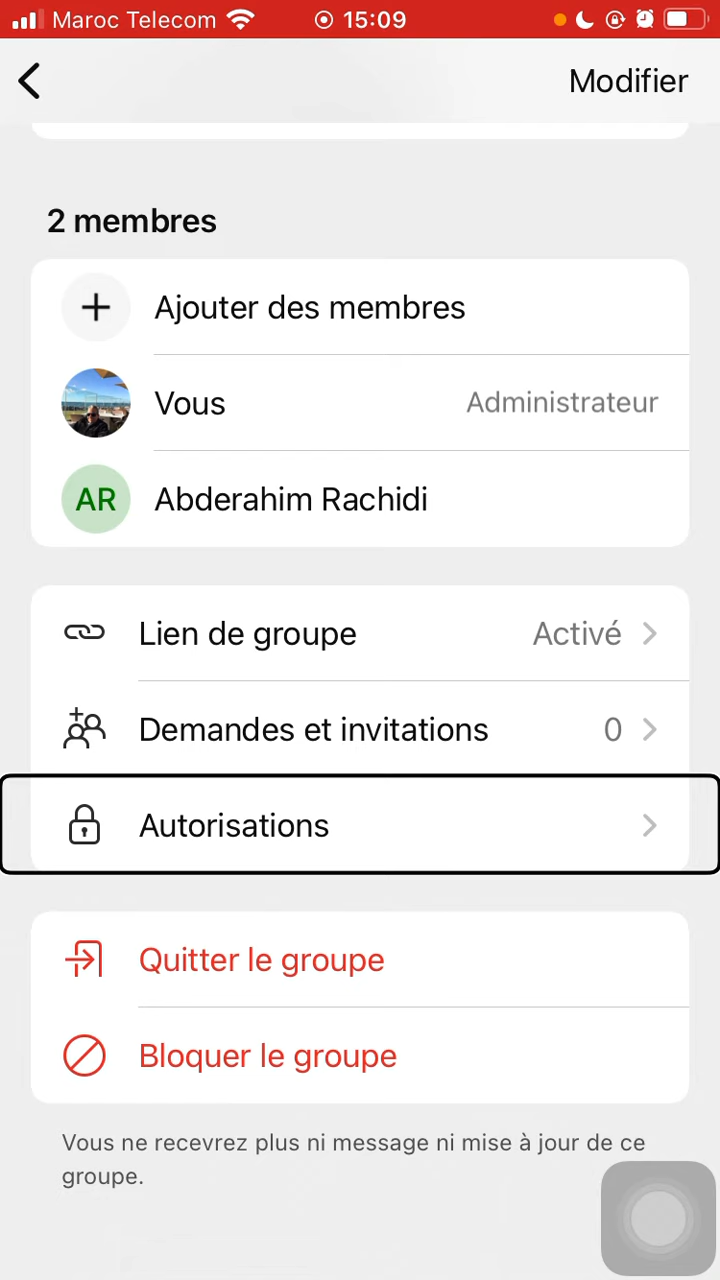 Maroc Telecom 15:09
Modifier
2 membres
Ajouter des membres
Vous Administrateur
AR Abderahim Rachidi
Lien de groupe Activé
Demandes et invitations 0
Autorisations
Quitter le groupe
Bloquer le groupe
Vous ne recevrez plus ni message ni mise à jour de ce
groupe.